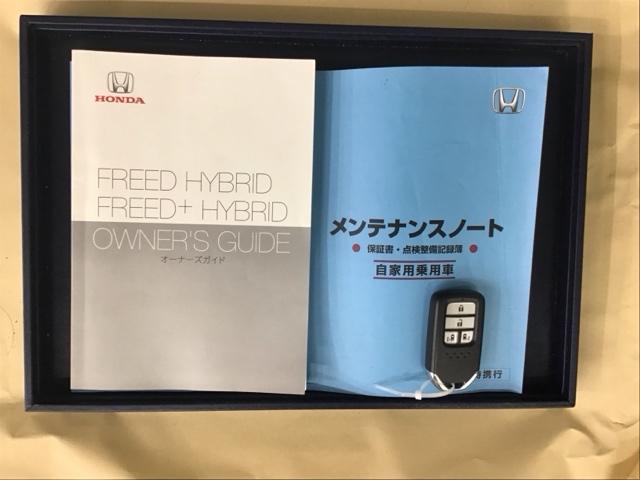 HONDA
FREED HYBRID
FREED+ HYBRID
OWNER'S GUIDE
オーナーズガイド
メンテナンスノート
● 保証書・点検整備記録簿 ●
自家用乗用車
携行